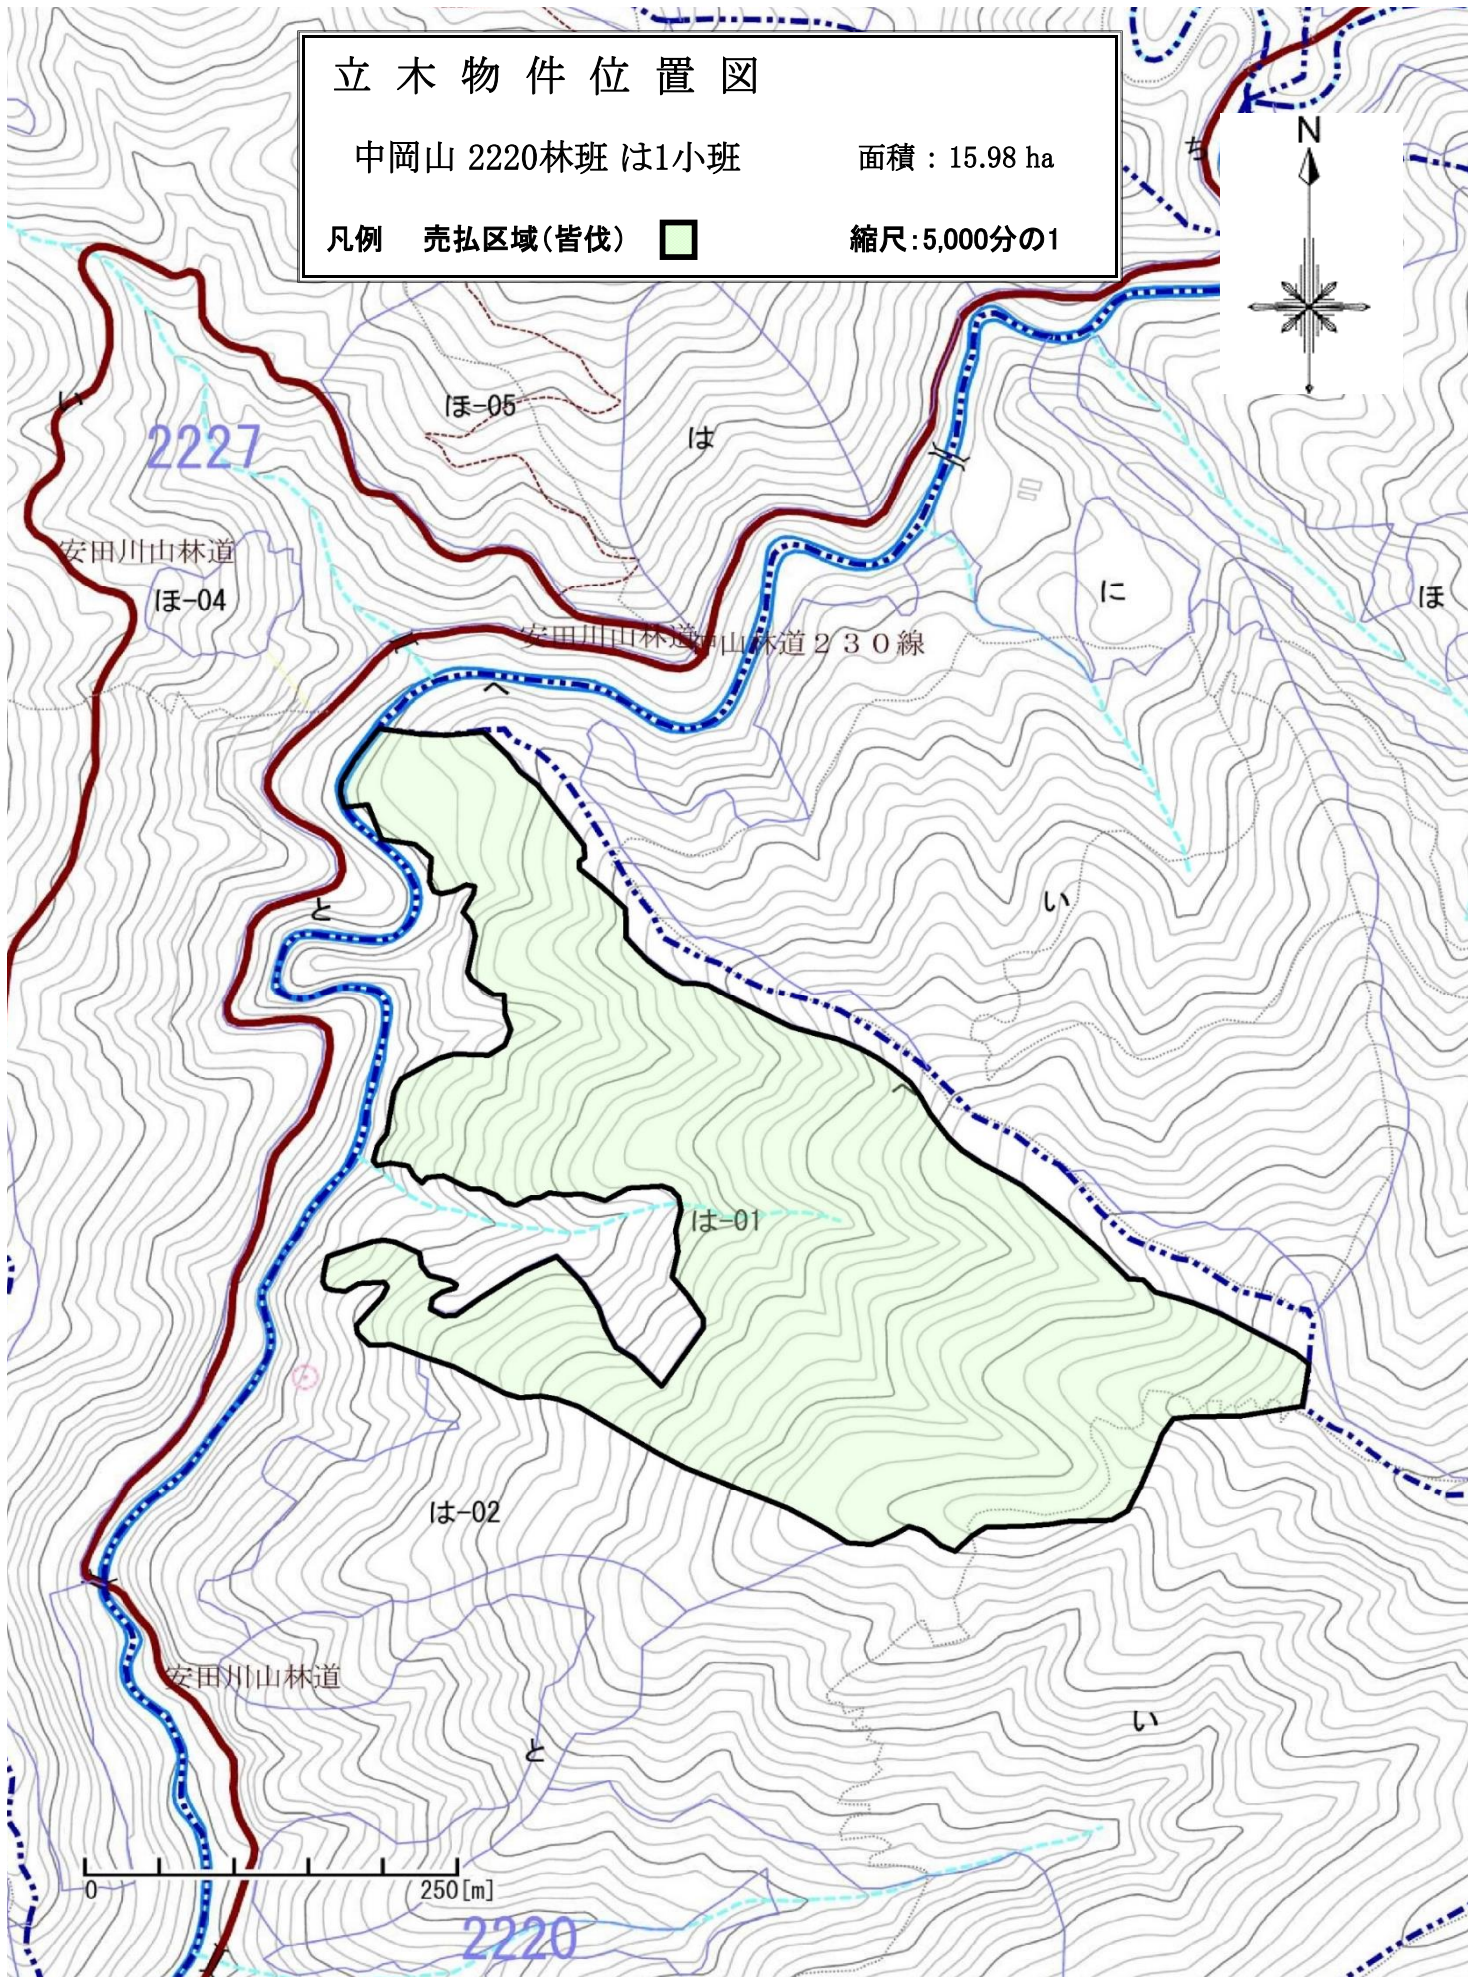 立木物件位置図
中岡山 2220林班 は1小班 面積：15.98 ha
凡例 売払区域（皆伐） 縮尺：5,000分の1
N
ち
い
ほ-05
は
2227
安田川山林道
ほ-04
に
ほ
安田川山林道
中山林道２３０線
へ
と
い
へ
は-01
は-02
安田川山林道
い
と
0 250[m]
2220